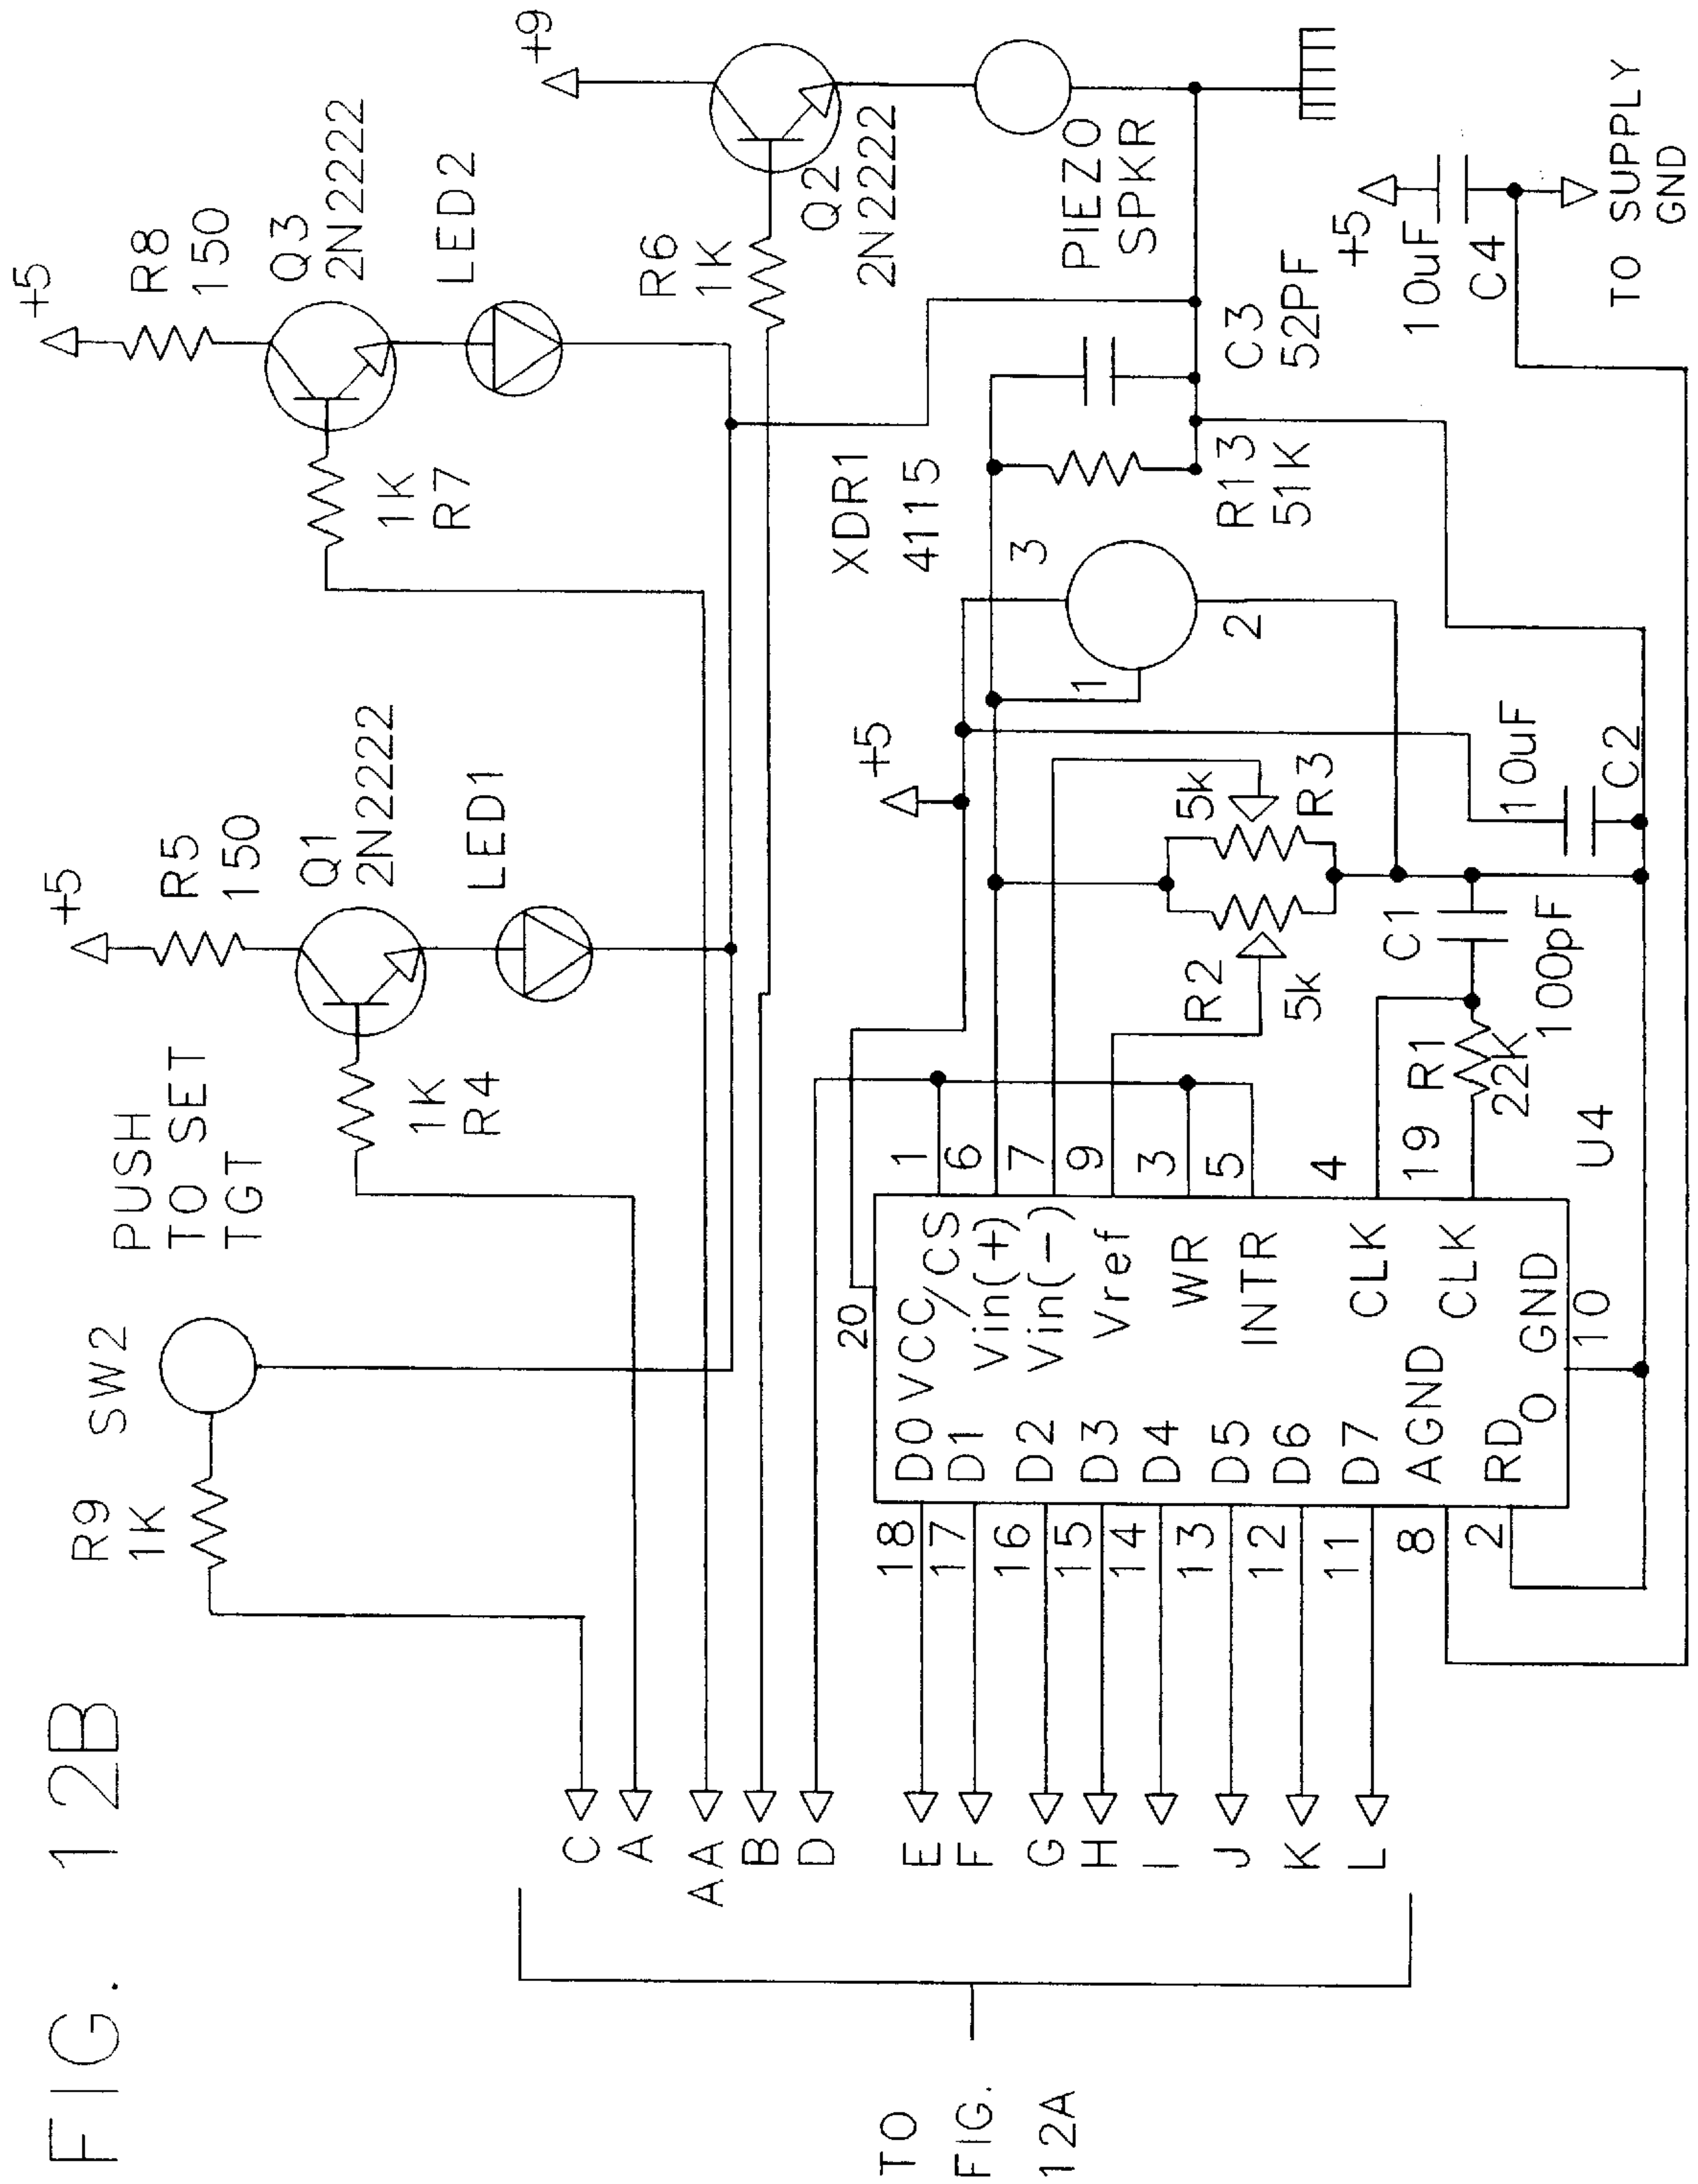 FIG. 12B
+5
R8
150
Q3
2N2222
LED2
1K
R7
+9
Q2
2N2222
R6
1K
PIEZO
SPKR
+5
R5
150
Q1
2N2222
LED1
1K
R4
PUSH
TO SET
TGT
SW2
R9
1K
C
A
AA
B
D
E
F
G
H
I
J
K
L
TO
FIG.
12A
18
17
16
15
14
13
12
11
8
2
D0
D1
D2
D3
D4
D5
D6
D7
AGND
RD
O
20
VCC
/CS
Vin(+)
Vin(-)
Vref
WR
INTR
CLK
CLK
GND
10
1
6
7
9
3
5
4
19
U4
R1
22K
C1
100pF
R2
5k
5k
R3
+5
10uF
C2
XDR1
4115
1
2
3
R13
51K
C3
52PF
+5
10uF
C4
TO SUPPLY
GND